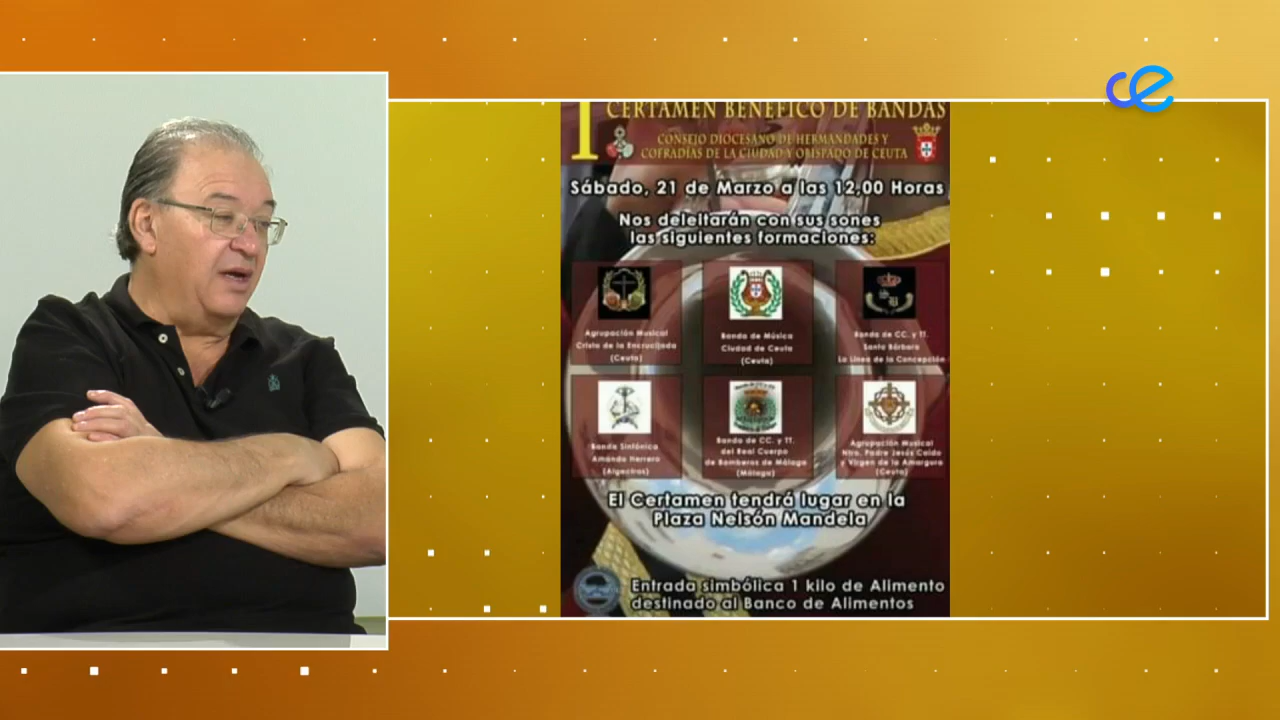 ce
I CERTAMEN BENÉFICO DE BANDAS
CONSEJO DIOCESANO DE HERMANDADES Y
COFRADÍAS DE LA CIUDAD Y OBISPADO DE CEUTA
Sábado, 21 de Marzo a las 12,00 Horas
Nos deleitarán con sus sones
las siguientes formaciones:
Agrupación Musical
Cristo de la Encrucijada
(Ceuta)
Banda de Música
Ciudad de Ceuta
(Ceuta)
Banda de CC. y TT.
Santa Bárbara
La Línea de la Concepción
Banda Sinfónica
Amando Herrero
(Algeciras)
Banda de CC. y TT.
del Real Cuerpo
de Bomberos de Málaga
(Málaga)
Agrupación Musical
Ntro. Padre Jesús Caído
y Virgen de la Amargura
(Ceuta)
El Certamen tendrá lugar en la
Plaza Nelsón Mandela
Entrada simbólica 1 kilo de Alimento
destinado al Banco de Alimentos